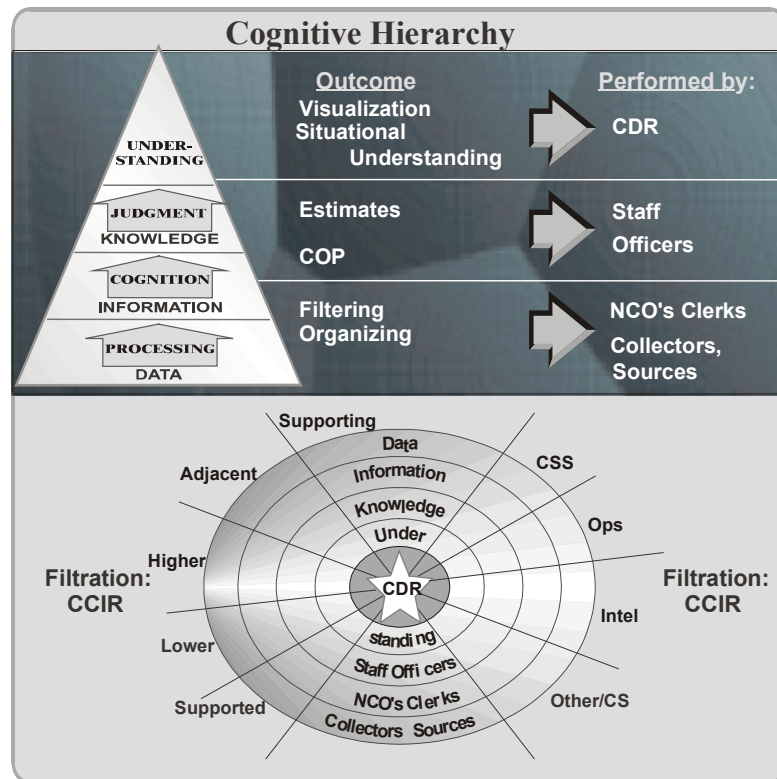 Cognitive Hierarchy
Outcome
Performed by:
UNDER-
STANDING
Visualization
Situational
Understanding
CDR
JUDGMENT
KNOWLEDGE
Estimates
COP
Staff
Officers
COGNITION
INFORMATION
PROCESSING
DATA
Filtering
Organizing
NCO's Clerks
Collectors,
Sources
Supporting
Adjacent
Higher
Filtration:
CCIR
Lower
Supported
Data
Information
Knowledge
Under
CDR
standing
Staff Officers
NCO's Clerks
Collectors Sources
CSS
Ops
Filtration:
CCIR
Intel
Other/CS